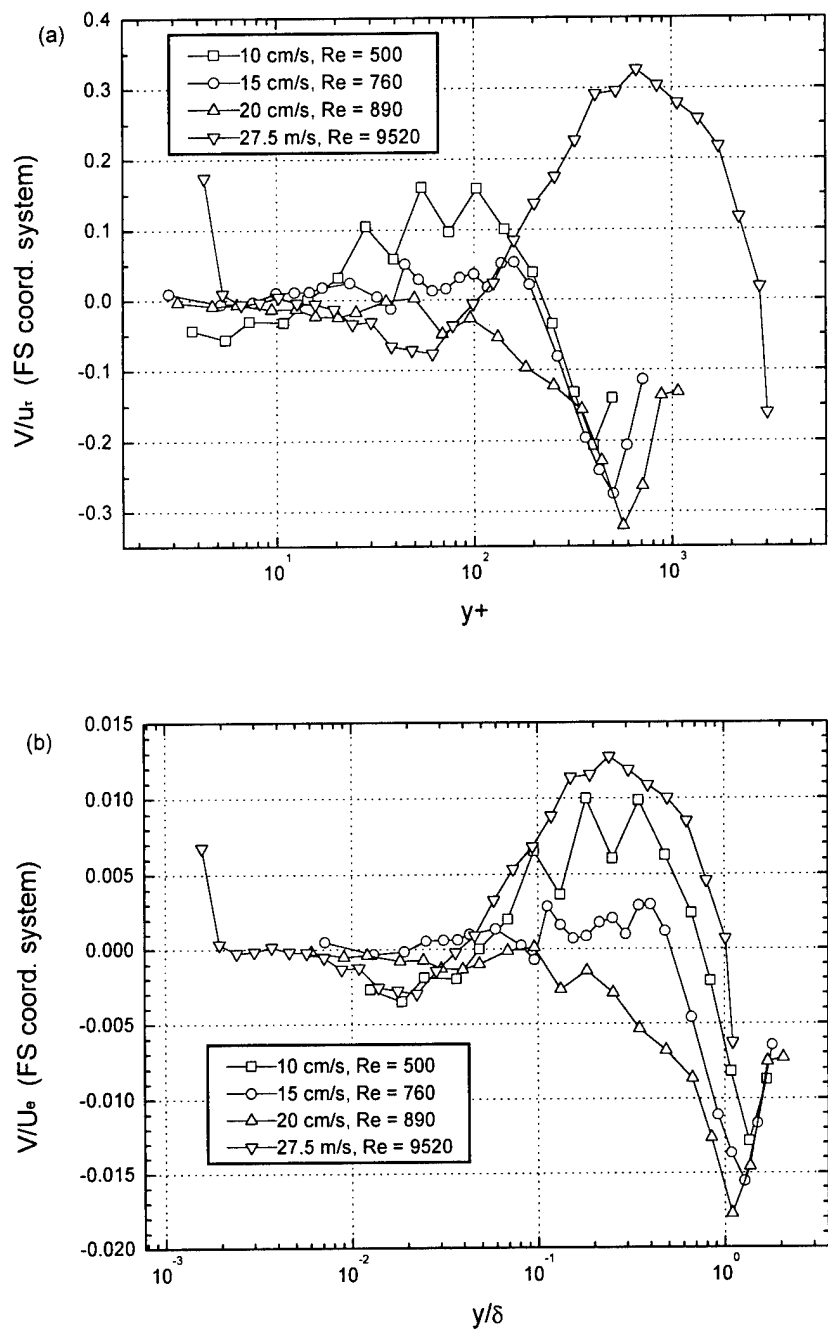 (a)
10 cm/s, Re = 500
15 cm/s, Re = 760
20 cm/s, Re = 890
27.5 m/s, Re = 9520
0.4
0.3
0.2
0.1
0.0
-0.1
-0.2
-0.3
V/uτ (FS coord. system)
10¹
10²
10³
y+
(b)
0.015
0.010
0.005
0.000
-0.005
-0.010
-0.015
-0.020
V/Ue (FS coord. system)
10 cm/s, Re = 500
15 cm/s, Re = 760
20 cm/s, Re = 890
27.5 m/s, Re = 9520
10⁻³
10⁻²
10⁻¹
10⁰
y/δ